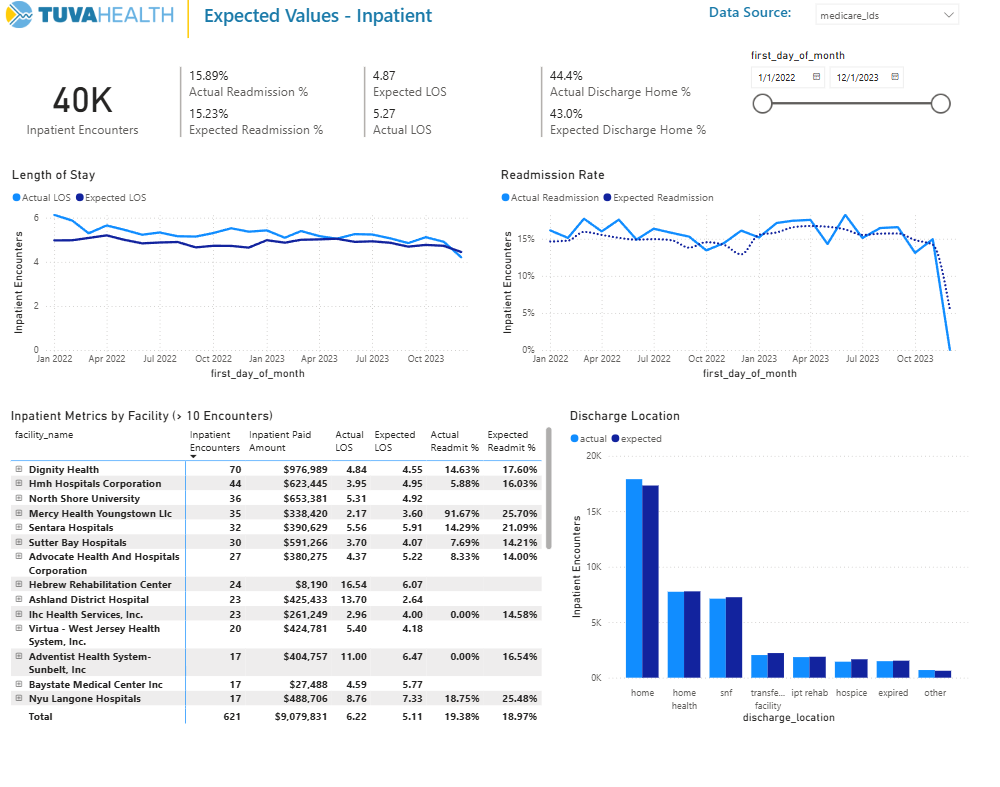 TUVAHEALTH
Expected Values - Inpatient
Data Source:
medicare_lds
40K
Inpatient Encounters
15.89%
Actual Readmission %
15.23%
Expected Readmission %
4.87
Expected LOS
5.27
Actual LOS
44.4%
Actual Discharge Home %
43.0%
Expected Discharge Home %
first_day_of_month
1/1/2022 12/1/2023
Length of Stay
Actual LOS Expected LOS
Inpatient Encounters
6
4
2
0
Jan 2022 Apr 2022 Jul 2022 Oct 2022 Jan 2023 Apr 2023 Jul 2023 Oct 2023
first_day_of_month
Readmission Rate
Actual Readmission Expected Readmission
Inpatient Encounters
15%
10%
5%
0%
Jan 2022 Apr 2022 Jul 2022 Oct 2022 Jan 2023 Apr 2023 Jul 2023 Oct 2023
first_day_of_month
Inpatient Metrics by Facility (> 10 Encounters)
facility_name Inpatient Inpatient Paid Actual Expected Actual Expected
Encounters Amount LOS LOS Readmit % Readmit %
Dignity Health 70 $976,989 4.84 4.55 14.63% 17.60%
Hmh Hospitals Corporation 44 $623,445 3.95 4.95 5.88% 16.03%
North Shore University 36 $653,381 5.31 4.92
Mercy Health Youngstown Llc 35 $338,420 2.17 3.60 91.67% 25.70%
Sentara Hospitals 32 $390,629 5.56 5.91 14.29% 21.09%
Sutter Bay Hospitals 30 $591,266 3.70 4.07 7.69% 14.21%
Advocate Health And Hospitals 27 $380,275 4.37 5.22 8.33% 14.00%
Corporation
Hebrew Rehabilitation Center 24 $8,190 16.54 6.07
Ashland District Hospital 23 $425,433 13.70 2.64
Ihc Health Services, Inc. 23 $261,249 2.96 4.00 0.00% 14.58%
Virtua - West Jersey Health 20 $424,781 5.40 4.18
System, Inc.
Adventist Health System- 17 $404,757 11.00 6.47 0.00% 16.54%
Sunbelt, Inc
Baystate Medical Center Inc 17 $27,488 4.59 5.77
Nyu Langone Hospitals 17 $488,706 8.76 7.33 18.75% 25.48%
Total 621 $9,079,831 6.22 5.11 19.38% 18.97%
Discharge Location
actual expected
Inpatient Encounters
20K
15K
10K
5K
0K
home home snf transfe... ipt rehab hospice expired other
health facility
discharge_location